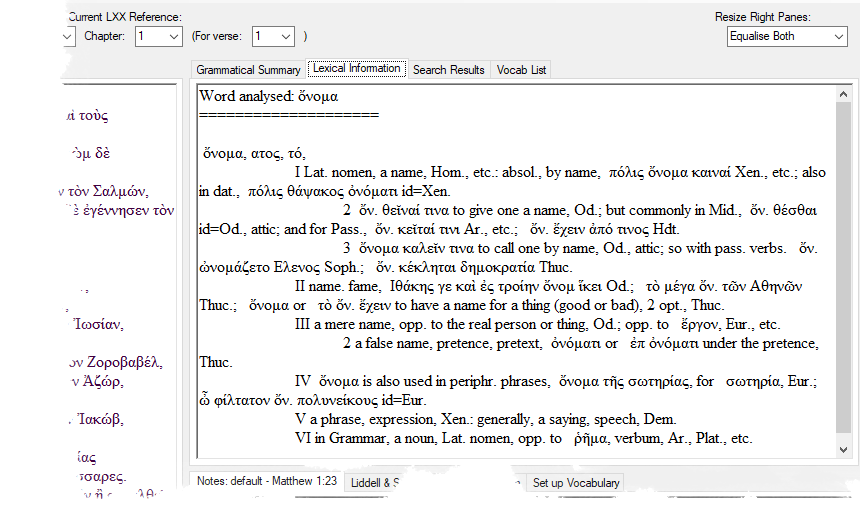 Current LXX Reference:
Resize Right Panes:
Chapter: 1 (For verse: 1 )
Equalise Both
Grammatical Summary Lexical Information Search Results Vocab List
τοὺς
δὲ
τὸν Σαλμών,
ἐγέννησεν τὸν
Ἰωσίαν,
Ζοροβαβέλ,
Ἀζώρ,
Ἰακώβ,
Word analysed: ὄνομα
====================
ὄνομα, ατος, τό,
I Lat. nomen, a name, Hom., etc.: absol., by name, πόλις ὄνομα καιναί Xen., etc.; also
in dat., πόλις θάψακος ὀνόματι id=Xen.
2 ὄν. θεῖναί τινα to give one a name, Od.; but commonly in Mid., ὄν. θέσθαι
id=Od., attic; and for Pass., ὄν. κεῖταί τινι Ar., etc.; ὄν. ἔχειν ἀπό τινος Hdt.
3 ὄνομα καλεῖν τινα to call one by name, Od., attic; so with pass. verbs. ὄν.
ὠνομάζετο Ελενος Soph.; ὄν. κέκληται δημοκρατία Thuc.
II name. fame, Ιθάκης γε καὶ ἐς τροίην ὄνομ ἵκει Od.; τὸ μέγα ὄν. τῶν Αθηνῶν
Thuc.; ὄνομα or τὸ ὄν. ἔχειν to have a name for a thing (good or bad), 2 opt., Thuc.
III a mere name, opp. to the real person or thing, Od.; opp. to ἔργον, Eur., etc.
2 a false name, pretence, pretext, ὀνόματι or ἐπ ὀνόματι under the pretence,
Thuc.
IV ὄνομα is also used in periphr. phrases, ὄνομα τῆς σωτηρίας, for σωτηρία, Eur.;
ὦ φίλτατον ὄν. πολυνείκους id=Eur.
V a phrase, expression, Xen.: generally, a saying, speech, Dem.
VI in Grammar, a noun, Lat. nomen, opp. to ῥῆμα, verbum, Ar., Plat., etc.
Notes: default - Matthew 1:23 Liddell & Set up Vocabulary